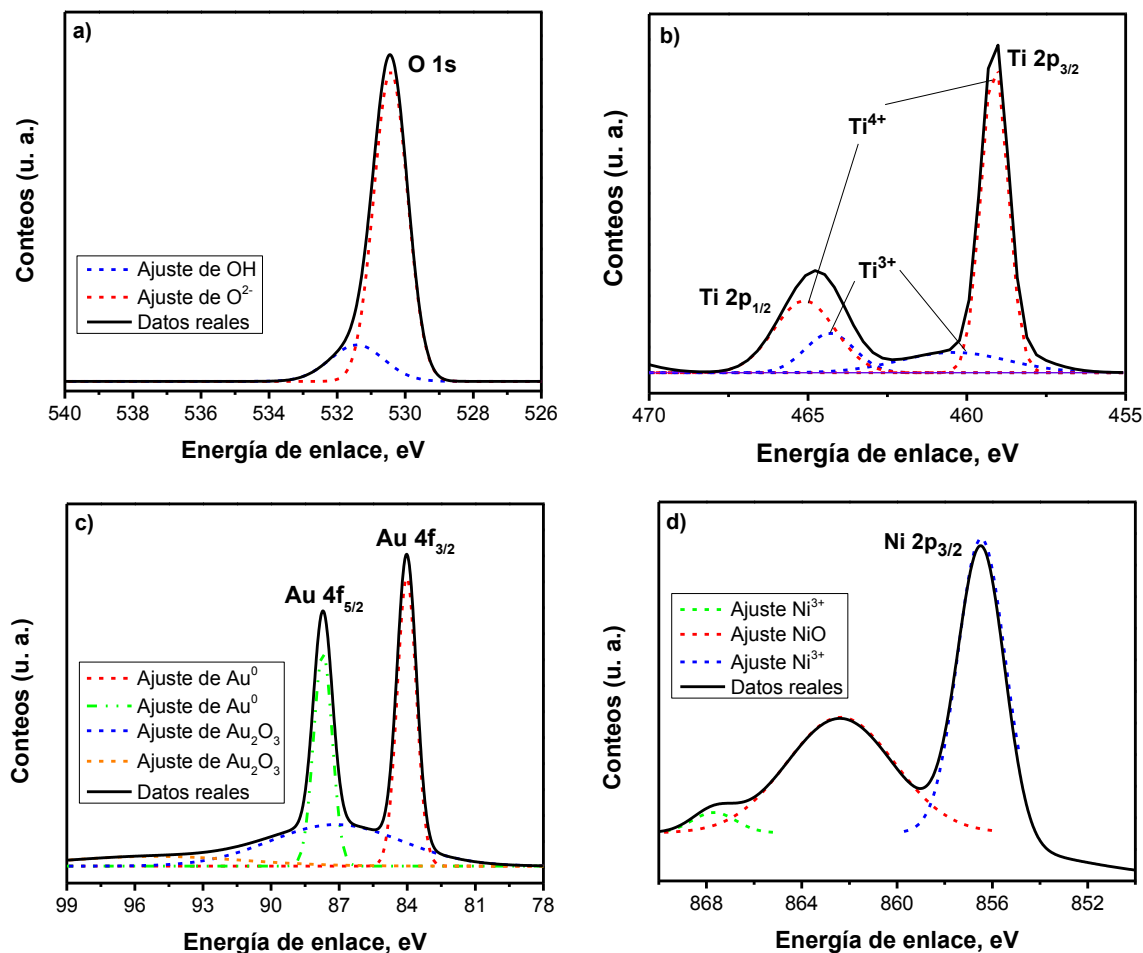 a)
O 1s
Conteos (u. a.)
Ajuste de OH
Ajuste de O²⁻
Datos reales
540 538 536 534 532 530 528 526
Energía de enlace, eV
b)
Ti 2p₃/₂
Ti⁴⁺
Ti³⁺
Ti 2p₁/₂
Conteos (u. a.)
470 465 460 455
Energía de enlace, eV
c)
Au 4f₃/₂
Au 4f₅/₂
Conteos (u. a.)
Ajuste de Au⁰
Ajuste de Au⁰
Ajuste de Au₂O₃
Ajuste de Au₂O₃
Datos reales
99 96 93 90 87 84 81 78
Energía de enlace, eV
d)
Ni 2p₃/₂
Conteos (u. a.)
Ajuste Ni³⁺
Ajuste NiO
Ajuste Ni³⁺
Datos reales
868 864 860 856 852
Energía de enlace, eV